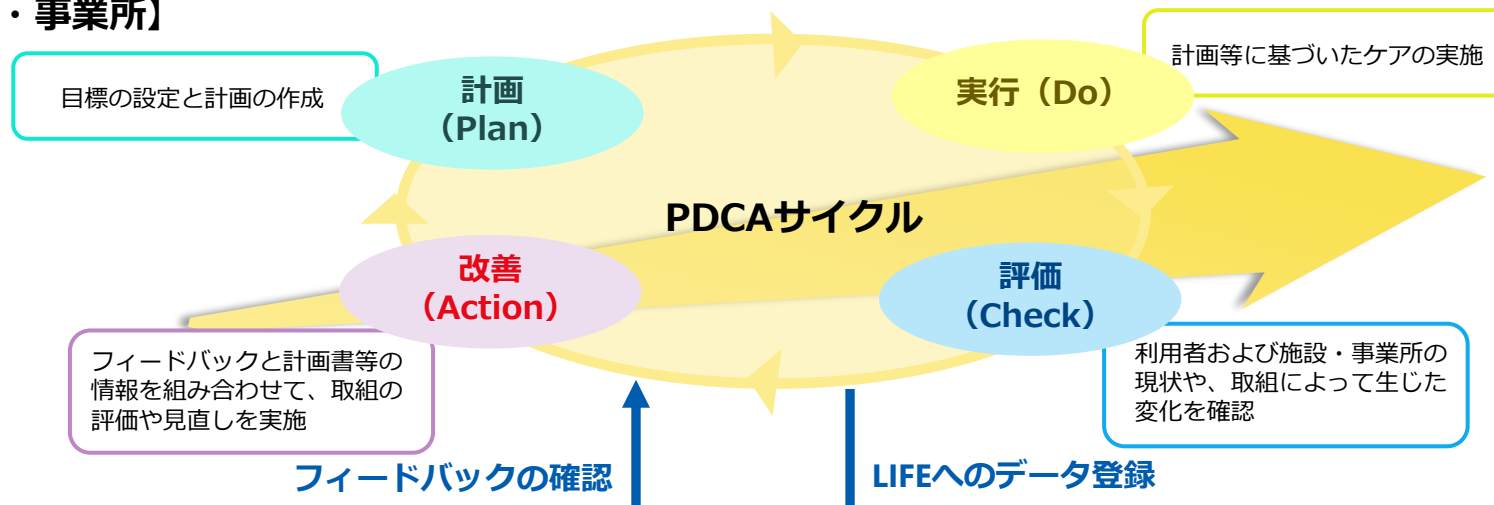 ・事業所】
目標の設定と計画の作成
計画
（Plan）
実行（Do）
計画等に基づいたケアの実施
PDCAサイクル
改善
（Action）
評価
（Check）
フィードバックと計画書等の
情報を組み合わせて、取組の
評価や見直しを実施
利用者および施設・事業所の
現状や、取組によって生じた
変化を確認
フィードバックの確認
LIFEへのデータ登録